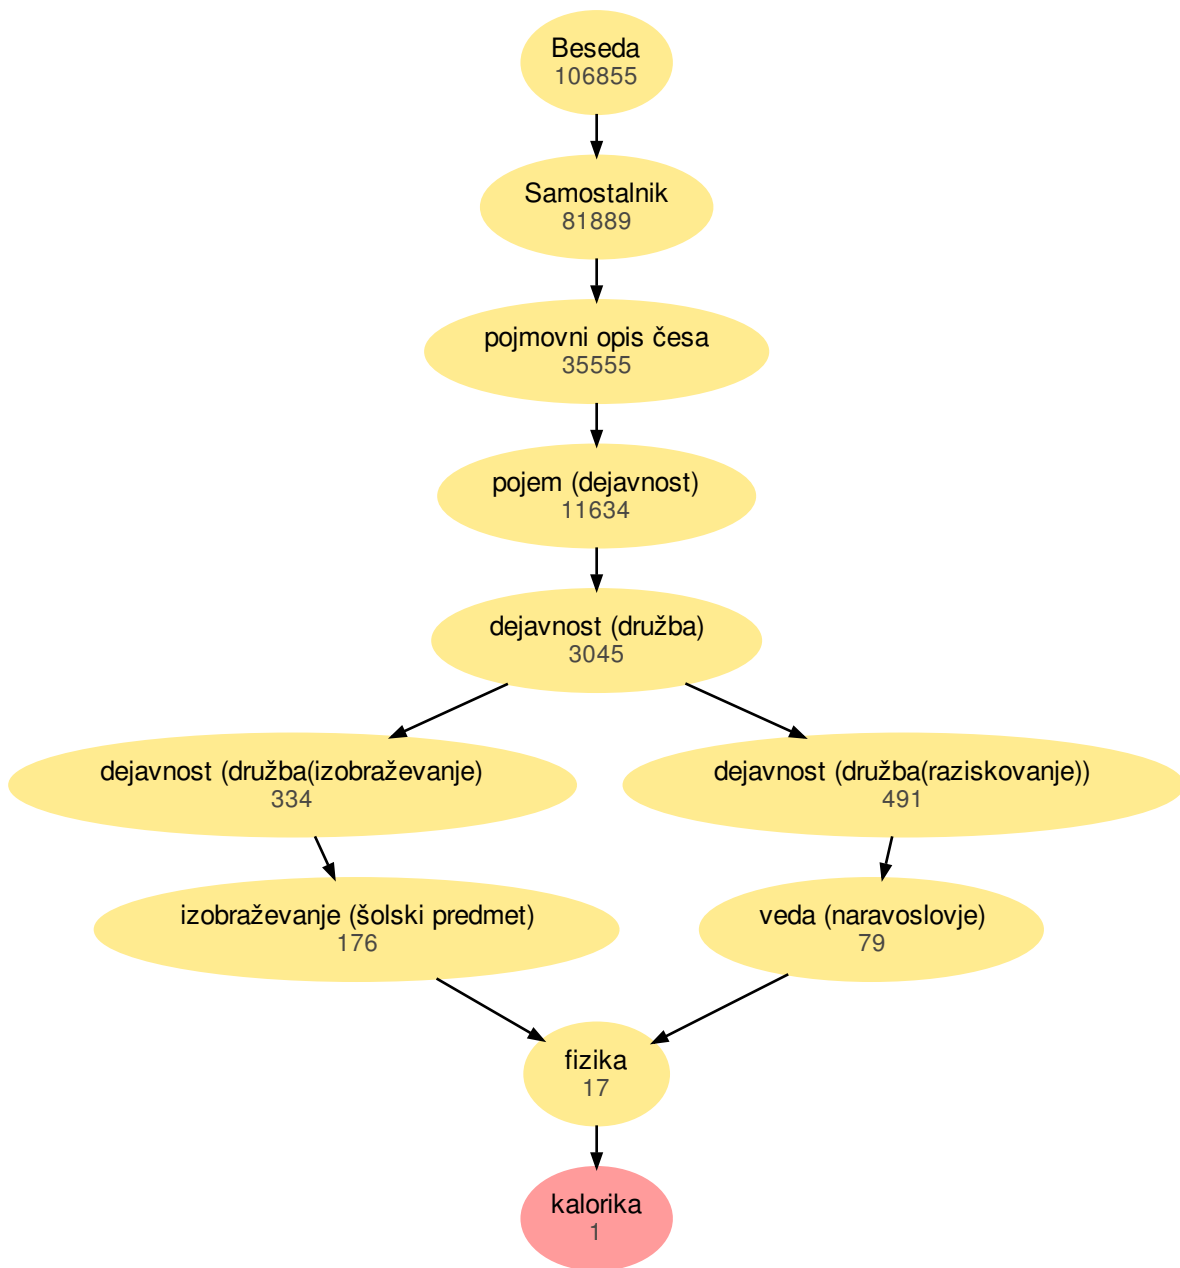 Beseda
106855
Samostalnik
81889
pojmovni opis česa
35555
pojem (dejavnost)
11634
dejavnost (družba)
3045
dejavnost (družba(izobraževanje)
334
dejavnost (družba(raziskovanje))
491
izobraževanje (šolski predmet)
176
veda (naravoslovje)
79
fizika
17
kalorika
1